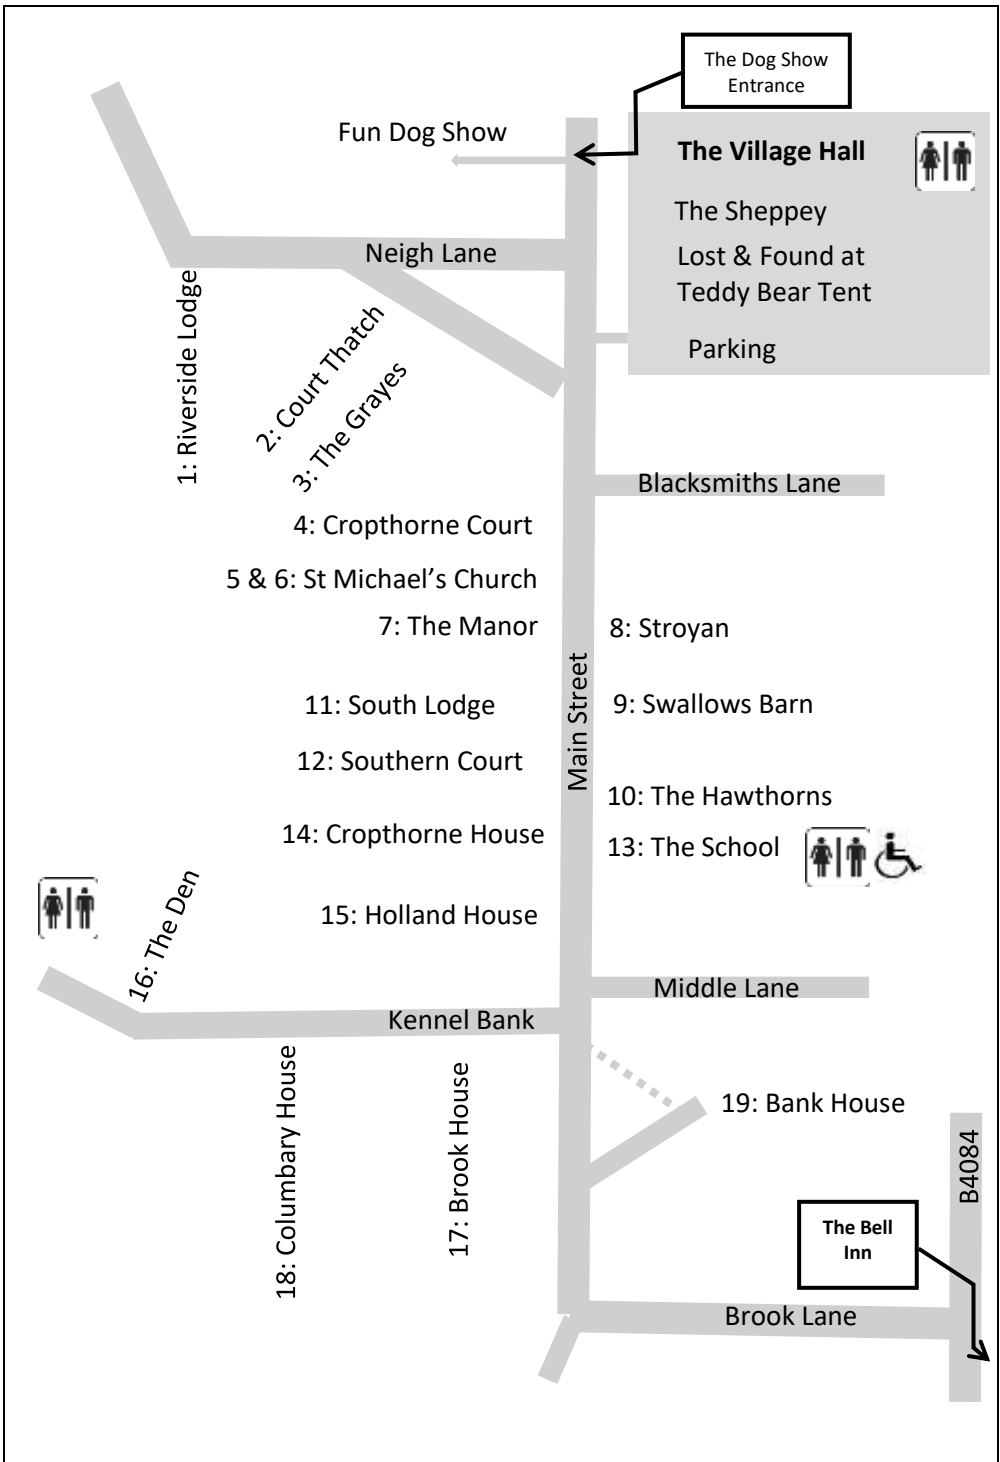 The Dog Show
Entrance
Fun Dog Show
The Village Hall
The Sheppey
Neigh Lane
Lost & Found at
Teddy Bear Tent
Parking
1: Riverside Lodge
2: Court Thatch
3: The Grayes
Blacksmiths Lane
4: Cropthorne Court
5 & 6: St Michael’s Church
7: The Manor
8: Stroyan
Main Street
11: South Lodge
9: Swallows Barn
12: Southern Court
10: The Hawthorns
14: Cropthorne House
13: The School
15: Holland House
16: The Den
Middle Lane
Kennel Bank
18: Columbary House
17: Brook House
19: Bank House
B4084
The Bell
Inn
Brook Lane